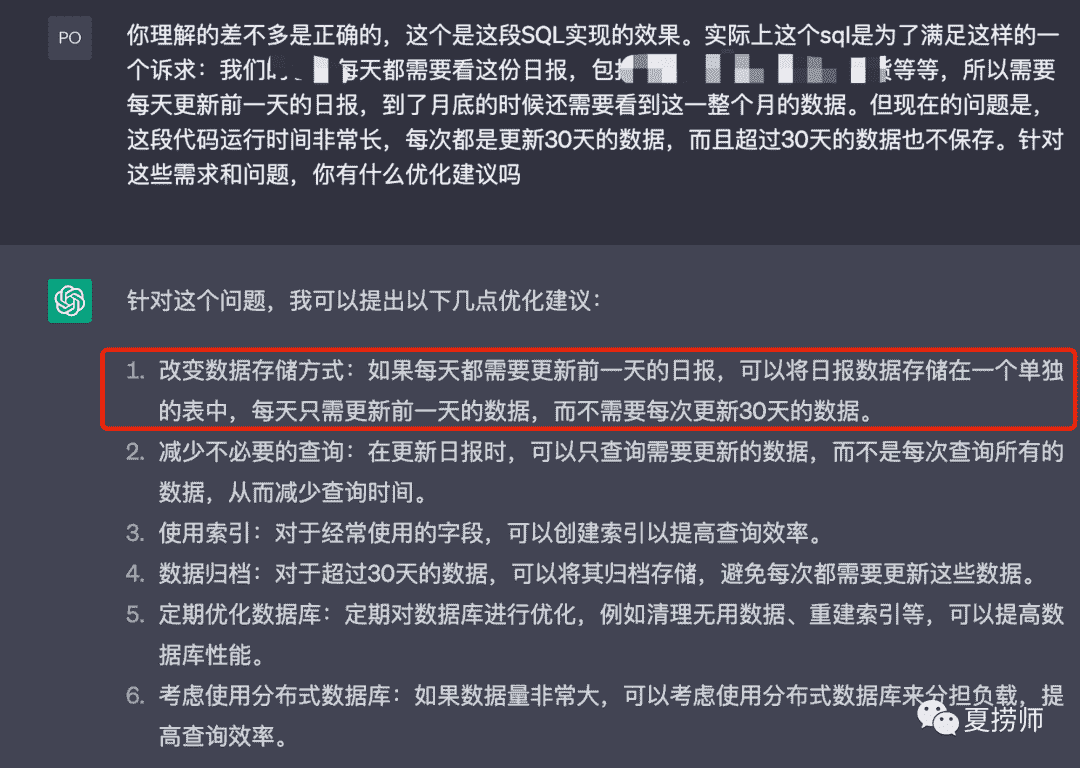 PO
你理解的差不多是正确的，这个是这段SQL实现的效果。实际上这个sql是为了满足这样的一
个诉求：我们 每天都需要看这份日报，包 等等，所以需要
每天更新前一天的日报，到了月底的时候还需要看到这一整个月的数据。但现在的问题是，
这段代码运行时间非常长，每次都是更新30天的数据，而且超过30天的数据也不保存。针对
这些需求和问题，你有什么优化建议吗
针对这个问题，我可以提出以下几点优化建议：
1. 改变数据存储方式：如果每天都需要更新前一天的日报，可以将日报数据存储在一个单独
的表中，每天只需更新前一天的数据，而不需要每次更新30天的数据。
2. 减少不必要的查询：在更新日报时，可以只查询需要更新的数据，而不是每次查询所有的
数据，从而减少查询时间。
3. 使用索引：对于经常使用的字段，可以创建索引以提高查询效率。
4. 数据归档：对于超过30天的数据，可以将其归档存储，避免每次都需要更新这些数据。
5. 定期优化数据库：定期对数据库进行优化，例如清理无用数据、重建索引等，可以提高数
据库性能。
6. 考虑使用分布式数据库：如果数据量非常大，可以考虑使用分布式数据库来分担负载，提
高查询效率。
夏捞师